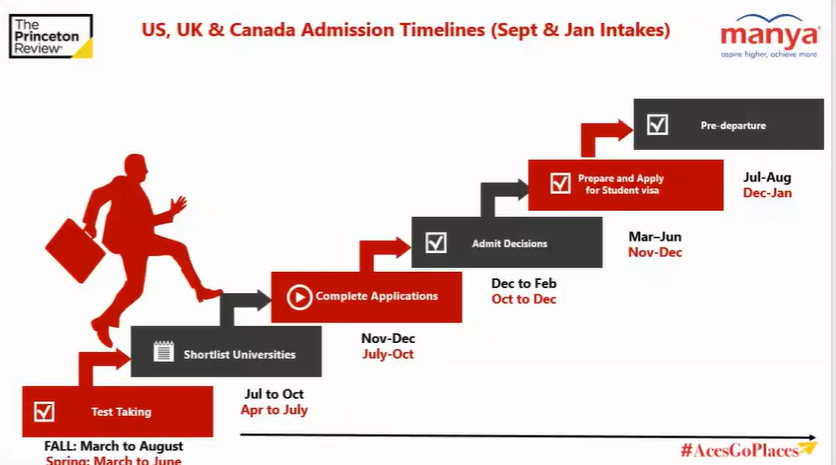 The
Princeton
Review®
US, UK & Canada Admission Timelines (Sept & Jan Intakes)
manya®
aspire higher, achieve more
Pre-departure
Jul-Aug
Dec-Jan
Prepare and Apply
for Student visa
Mar–Jun
Nov-Dec
Admit Decisions
Dec to Feb
Oct to Dec
Complete Applications
Nov-Dec
July-Oct
Shortlist Universities
Jul to Oct
Apr to July
Test Taking
FALL: March to August
Spring: March to June
#AcesGoPlaces